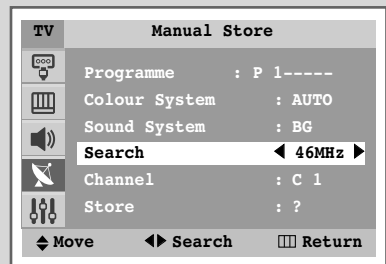 TV Manual Store
Programme : P 1-----
Colour System : AUTO
Sound System : BG
Search ◀ 46MHz ▶
Channel : C 1
Store : ?
Move Search Return